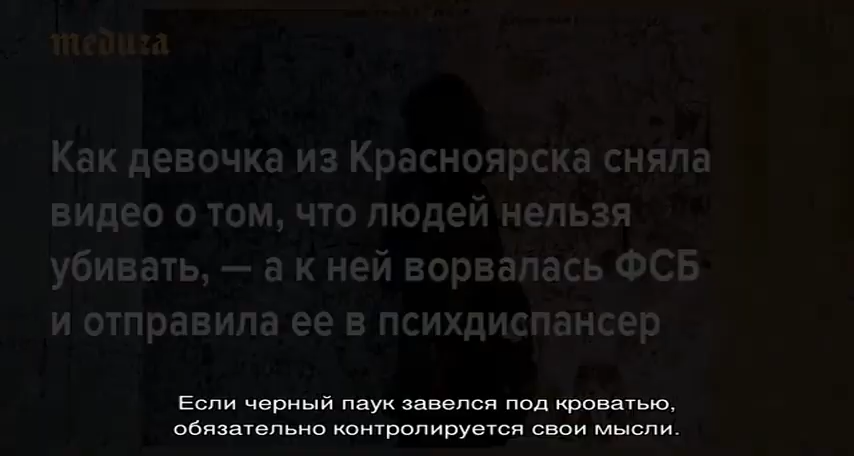 meduza
Как девочка из Красноярска сняла
видео о том, что людей нельзя
убивать, — а к ней ворвалась ФСБ
и отправила ее в психдиспансер
Если черный паук завелся под кроватью,
обязательно контролируется свои мысли.